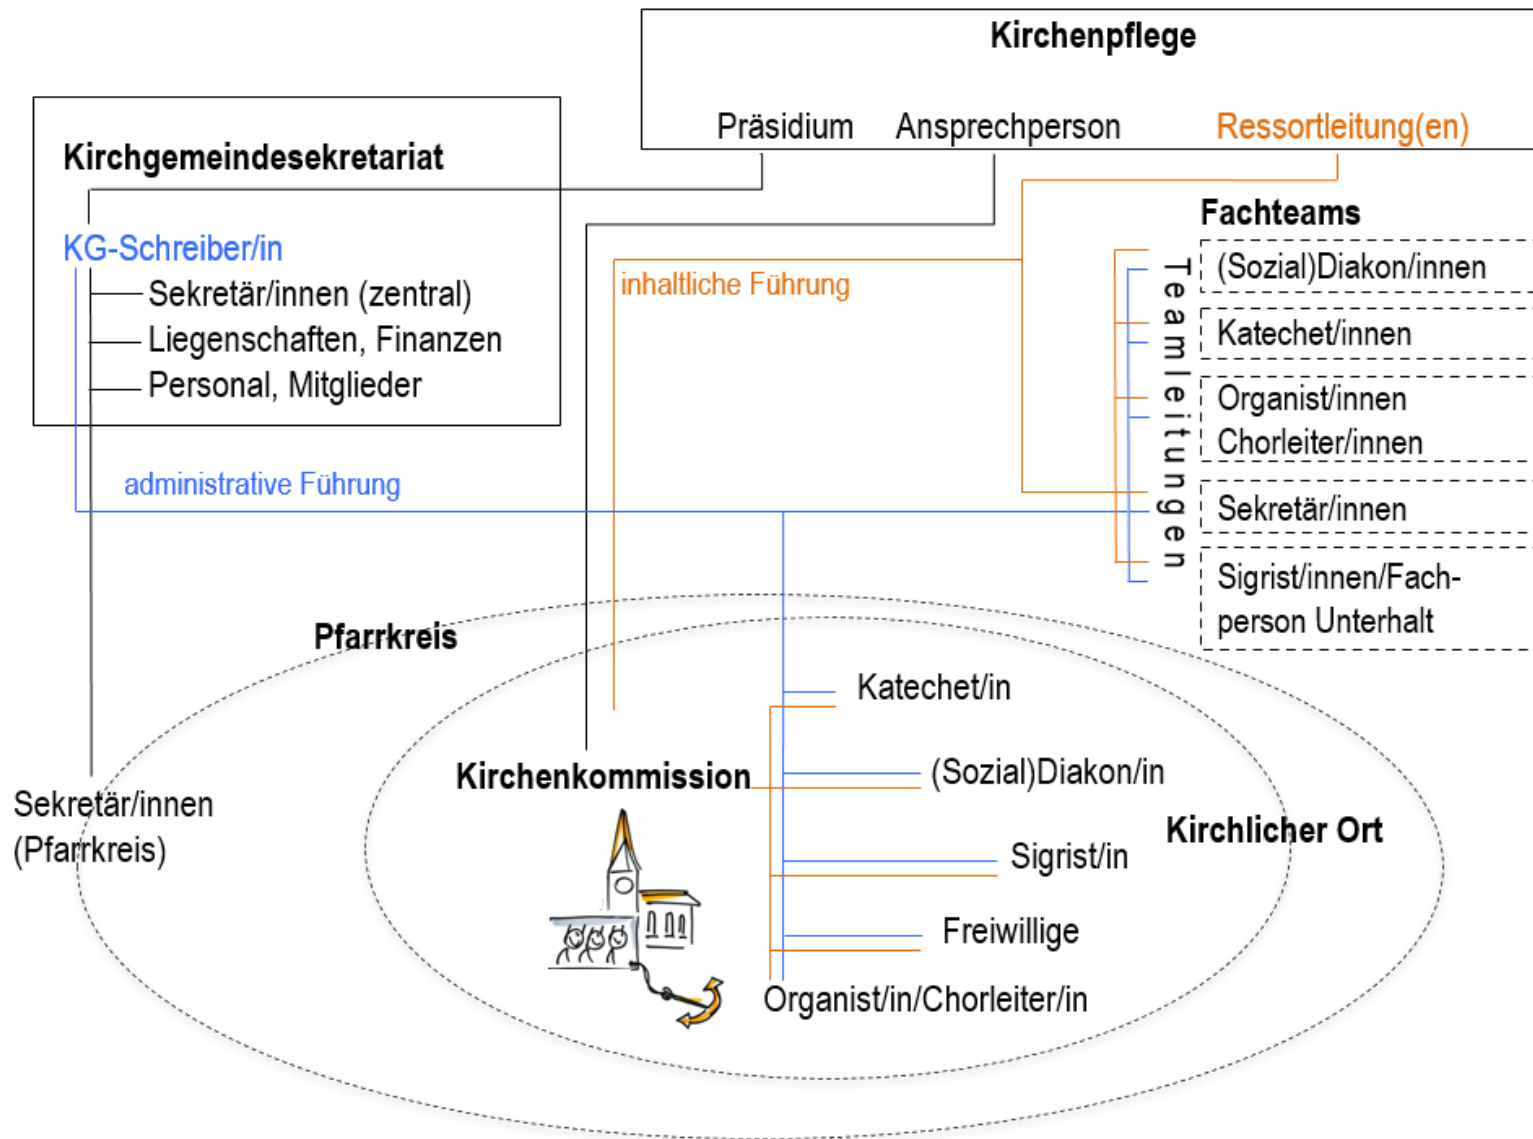 Kirchenpflege
Präsidium
Ansprechperson
Ressortleitung(en)
Kirchgemeindesekretariat
KG-Schreiber/in
Sekretär/innen (zentral)
Liegenschaften, Finanzen
Personal, Mitglieder
inhaltliche Führung
administrative Führung
Fachteams
Teamleitungen
(Sozial)Diakon/innen
Katechet/innen
Organist/innen
Chorleiter/innen
Sekretär/innen
Sigrist/innen/Fach-
person Unterhalt
Pfarrkreis
Katechet/in
Kirchenkommission
(Sozial)Diakon/in
Sekretär/innen
(Pfarrkreis)
Kirchlicher Ort
Sigrist/in
Freiwillige
Organist/in/Chorleiter/in